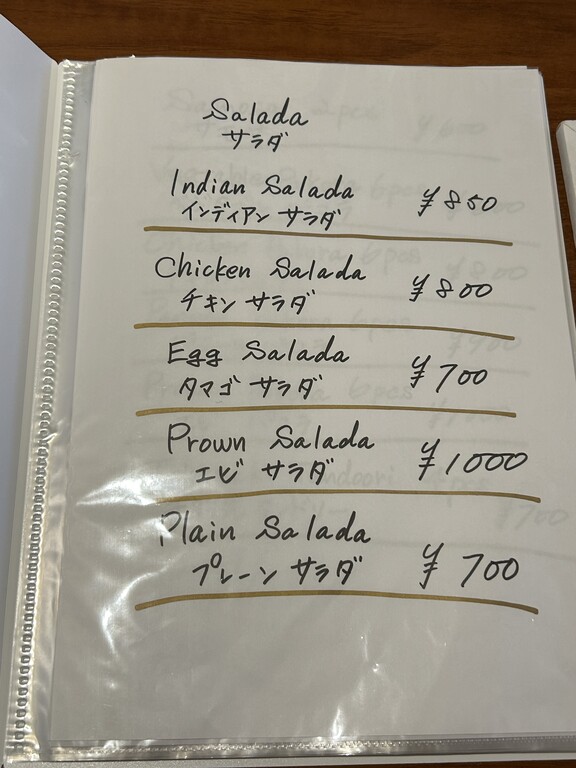 Salada
サラダ
Indian Salada ¥850
インディアン サラダ
Chicken Salada ¥800
チキン サラダ
Egg Salada ¥700
タマゴ サラダ
Prown Salada ¥1000
エビ サラダ
Plain Salada ¥700
プレーン サラダ